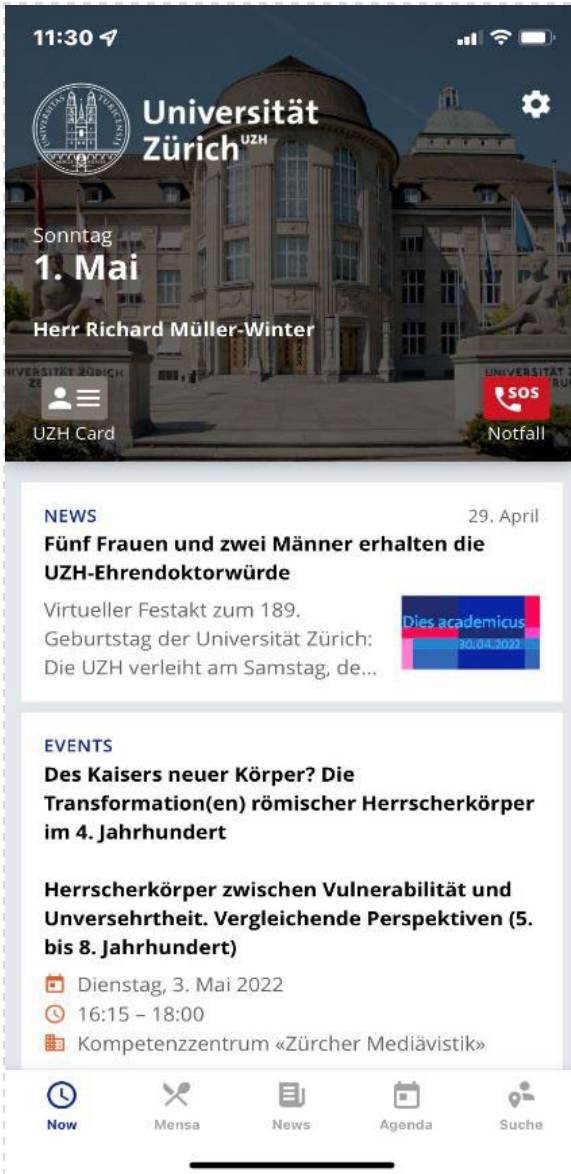 11:30
Universität
Zürich UZH
Sonntag
1. Mai
Herr Richard Müller-Winter
UNIVERSITÄT ZÜRICH
UNIVERSITÄT
UZH Card
SOS
Notfall
NEWS 29. April
Fünf Frauen und zwei Männer erhalten die
UZH-Ehrendoktorwürde
Virtueller Festakt zum 189.
Geburtstag der Universität Zürich:
Die UZH verleiht am Samstag, de...
Dies academicus
30.04.2022
EVENTS
Des Kaisers neuer Körper? Die
Transformation(en) römischer Herrscherkörper
im 4. Jahrhundert
Herrscherkörper zwischen Vulnerabilität und
Unversehrtheit. Vergleichende Perspektiven (5.
bis 8. Jahrhundert)
Dienstag, 3. Mai 2022
16:15 – 18:00
Kompetenzzentrum «Zürcher Mediävistik»
Now Mensa News Agenda Suche